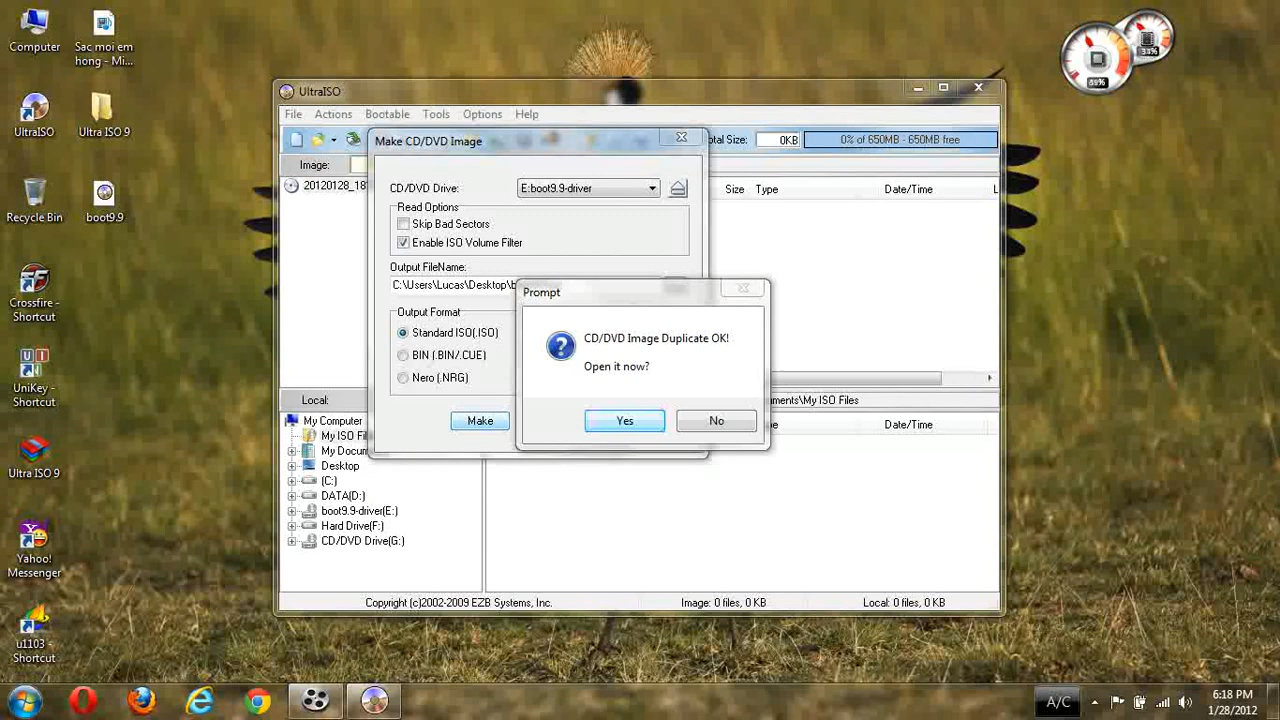 Computer
Sac moi em
hong - Mi...
UltraISO
Ultra ISO 9
Recycle Bin
boot9.9
Crossfire -
Shortcut
UniKey -
Shortcut
Ultra ISO 9
Yahoo!
Messenger
u1103 -
Shortcut
31%
UltraISO
File Actions Bootable Tools Options Help
Total Size: 0KB 0% of 650MB - 650MB free
Image:
20120128_18
Size Type Date/Time
Make CD/DVD Image
CD/DVD Drive: E:boot9.9-driver
Read Options
Skip Bad Sectors
Enable ISO Volume Filter
Output FileName:
C:\Users\Lucas\Desktop\b
Output Format
Standard ISO(.ISO)
BIN (.BIN/.CUE)
Nero (.NRG)
Make
Prompt
CD/DVD Image Duplicate OK!
Open it now?
Yes No
Local:
uments\My ISO Files
Date/Time
My Computer
My ISO Fil
My Docum
Desktop
(C:)
DATA(D:)
boot9.9-driver(E:)
Hard Drive(F:)
CD/DVD Drive(G:)
Copyright (c)2002-2009 EZB Systems, Inc. Image: 0 files, 0 KB Local: 0 files, 0 KB
A/C
6:18 PM
1/28/2012